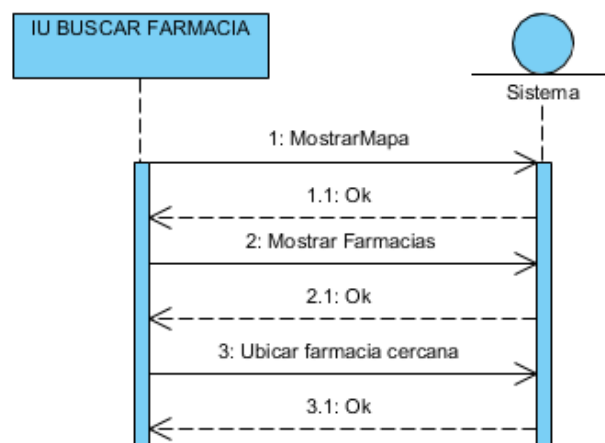 IU BUSCAR FARMACIA
Sistema
1: MostrarMapa
1.1: Ok
2: Mostrar Farmacias
2.1: Ok
3: Ubicar farmacia cercana
3.1: Ok